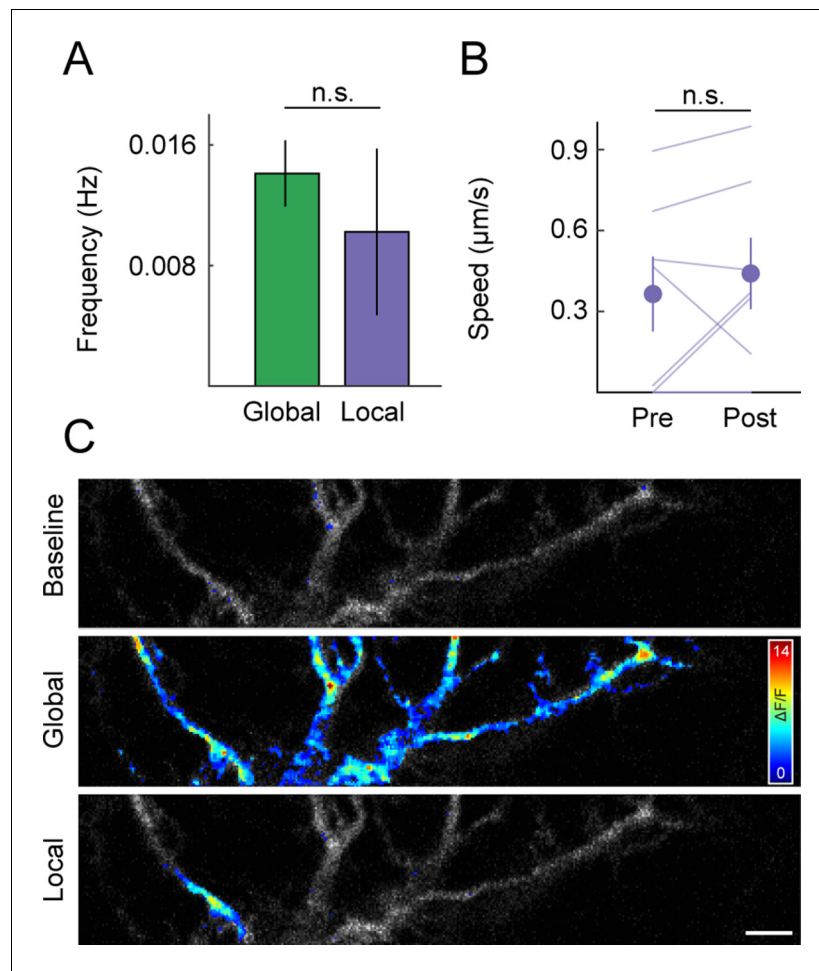 A
n.s.
0.016
0.008
Frequency (Hz)
Global
Local
B
n.s.
0.9
0.6
0.3
Speed (µm/s)
Pre
Post
C
Baseline
Global
14
ΔF/F
0
Local